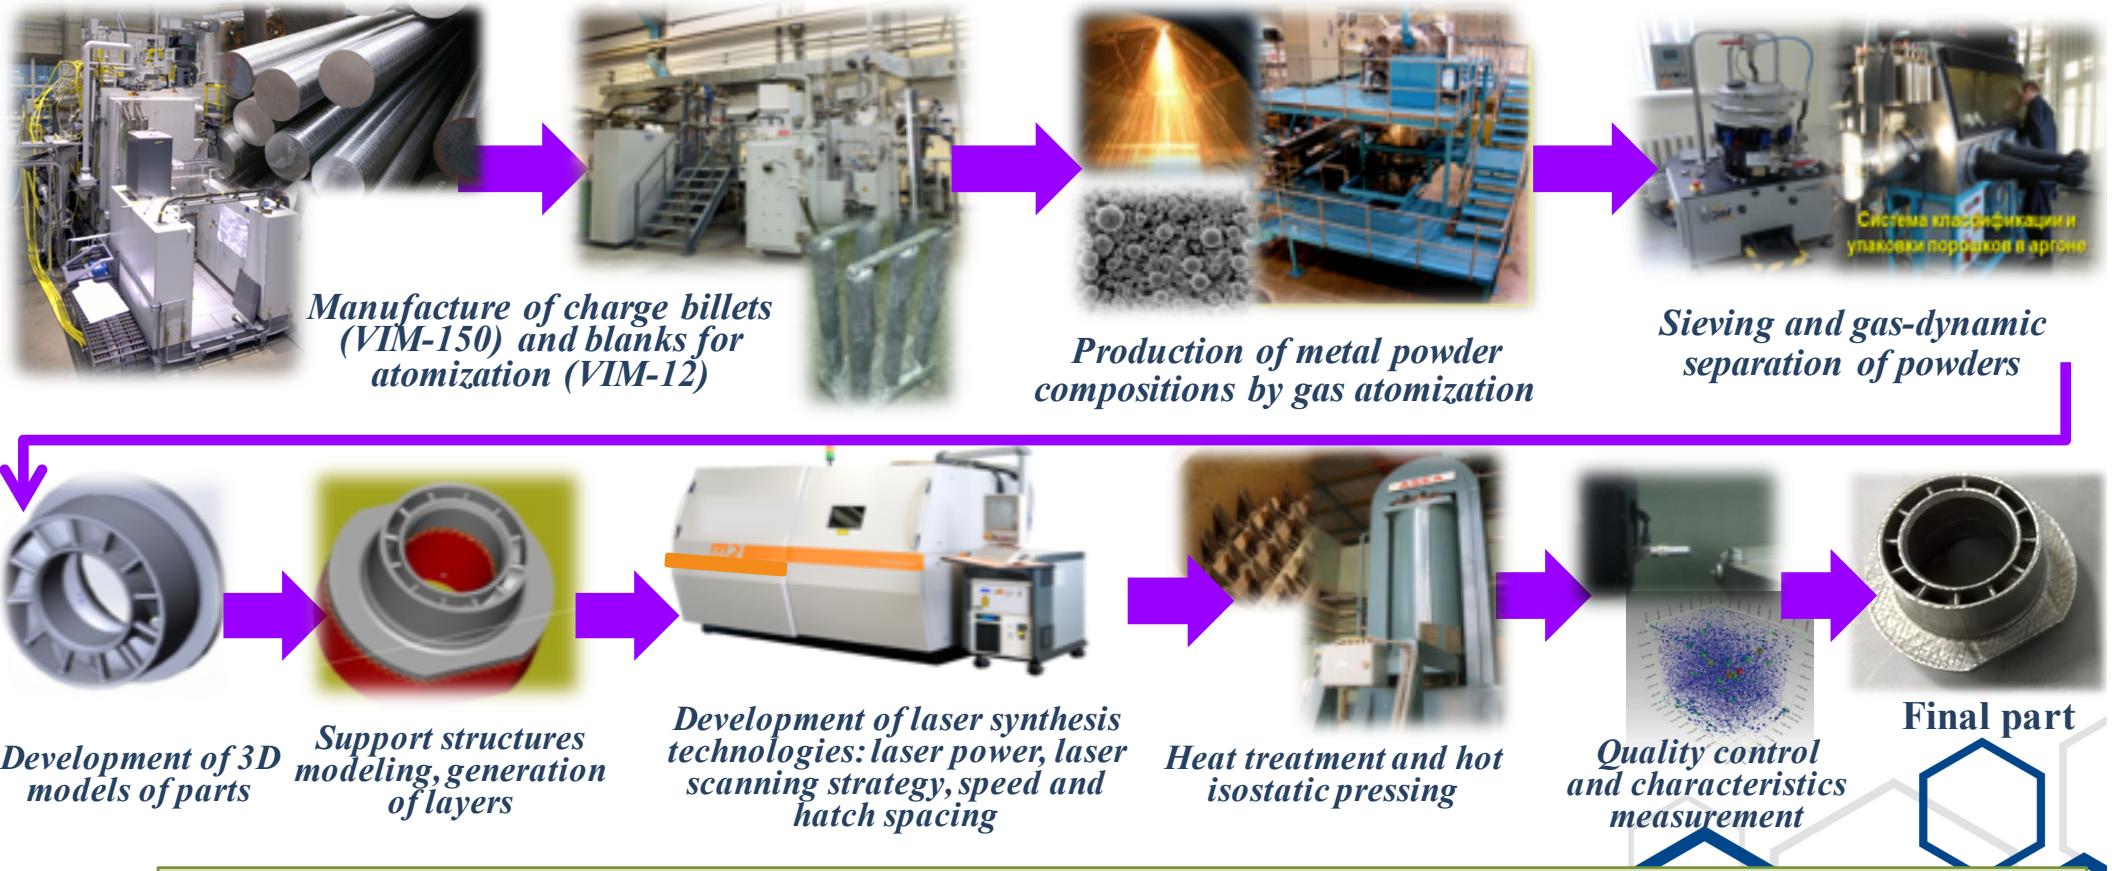 Система классификации и
упаковки порошков в аргоне
Manufacture of charge billets
(VIM-150) and blanks for
atomization (VIM-12)
Production of metal powder
compositions by gas atomization
Sieving and gas-dynamic
separation of powders
m2
Development of 3D
models of parts
Support structures
modeling, generation
of layers
Development of laser synthesis
technologies: laser power, laser
scanning strategy, speed and
hatch spacing
Heat treatment and hot
isostatic pressing
Quality control
and characteristics
measurement
Final part